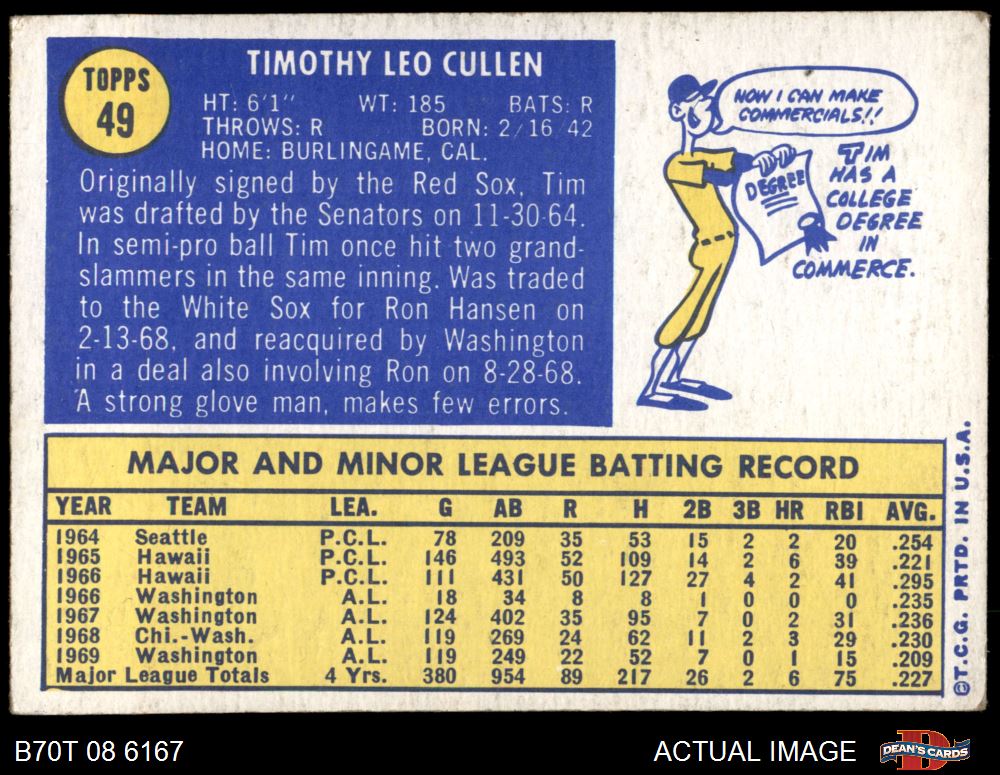 TOPPS
49
TIMOTHY LEO CULLEN
HT: 6'1" WT: 185 BATS: R
THROWS: R BORN: 2/16/42
HOME: BURLINGAME, CAL.
Originally signed by the Red Sox, Tim
was drafted by the Senators on 11-30-64.
In semi-pro ball Tim once hit two grand-
slammers in the same inning. Was traded
to the White Sox for Ron Hansen on
2-13-68, and reacquired by Washington
in a deal also involving Ron on 8-28-68.
A strong glove man, makes few errors.
NOW I CAN MAKE
COMMERCIALS!!
DEGREE
TIM
HAS A
COLLEGE
DEGREE
IN
COMMERCE.
MAJOR AND MINOR LEAGUE BATTING RECORD
YEAR TEAM LEA. G AB R H 2B 3B HR RBI AVG.
1964 Seattle P.C.L. 78 209 35 53 15 2 2 20 .254
1965 Hawaii P.C.L. 146 493 52 109 14 2 6 39 .221
1966 Hawaii P.C.L. 111 431 50 127 27 4 2 41 .295
1966 Washington A.L. 18 34 8 8 1 0 0 0 .235
1967 Washington A.L. 124 402 35 95 7 0 2 31 .236
1968 Chi.-Wash. A.L. 119 269 24 62 11 2 3 29 .230
1969 Washington A.L. 119 249 22 52 7 0 1 15 .209
Major League Totals 4 Yrs. 380 954 89 217 26 2 6 75 .227
©T.C.G. PRTD. IN U.S.A.
B70T 08 6167
ACTUAL IMAGE
DEAN'S CARDS